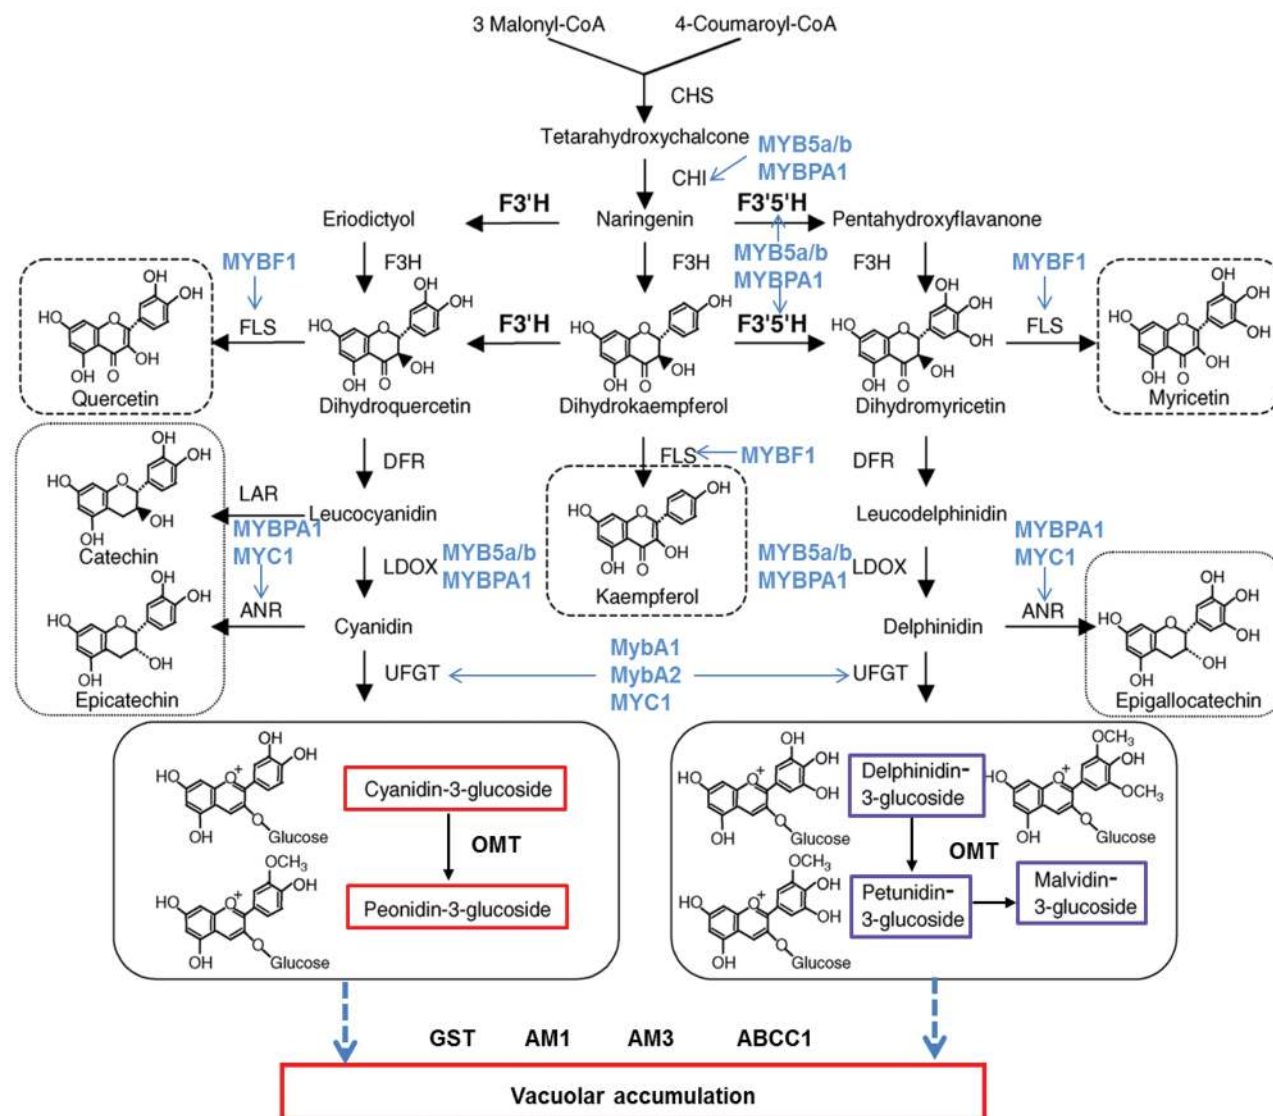 3 Malonyl-CoA 4-Coumaroyl-CoA
CHS
Tetarahydroxychalcone
MYB5a/b
CHI MYBPA1
F3'H F3'5'H
Eriodictyol Naringenin Pentahydroxyflavanone
MYBF1 F3H F3H MYB5a/b F3H MYBF1
MYBPA1
OH OH OH OH OH OH OH OH OH OH
HO O FLS HO O F3'H HO O F3'5'H HO O FLS HO O
OH OH O OH OH O OH OH O OH OH O OH OH O
Quercetin Dihydroquercetin Dihydrokaempferol Dihydromyricetin Myricetin
OH OH DFR FLS MYBF1 DFR
HO O LAR OH
OH OH Leucocyanidin HO O Leucodelphinidin
Catechin MYBPA1 MYBPA1
MYC1 LDOX MYB5a/b OH OH O MYB5a/b LDOX MYC1
OH OH MYBPA1 Kaempferol MYBPA1 OH OH
HO O ANR Cyanidin Delphinidin ANR HO O OH
OH OH MybA1 OH OH
Epicatechin UFGT MybA2 UFGT Epigallocatechin
MYC1
OH OH OH OH OCH3
HO O+ Cyanidin-3-glucoside HO O+ OH Delphinidin- HO O+ OH
3-glucoside OCH3
OH O Glucose OMT OH O Glucose OMT OH O Glucose
OCH3 OCH3
HO O+ OH Peonidin-3-glucoside HO O+ OH OH Petunidin- Malvidin-
3-glucoside 3-glucoside
OH O Glucose OH O Glucose
GST AM1 AM3 ABCC1
Vacuolar accumulation